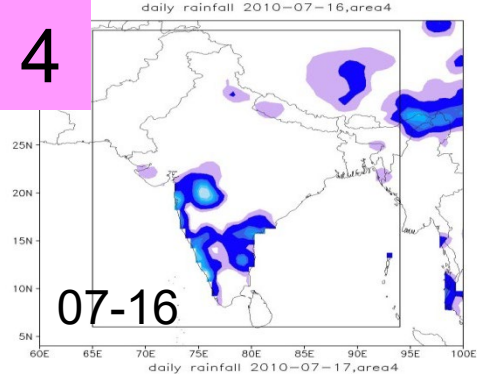 daily rainfall 2010-07-16,area4
4
25N
20N
15N
10N
5N
07-16
60E 65E 70E 75E 80E 85E 90E 95E 100E
daily rainfall 2010-07-17,area4